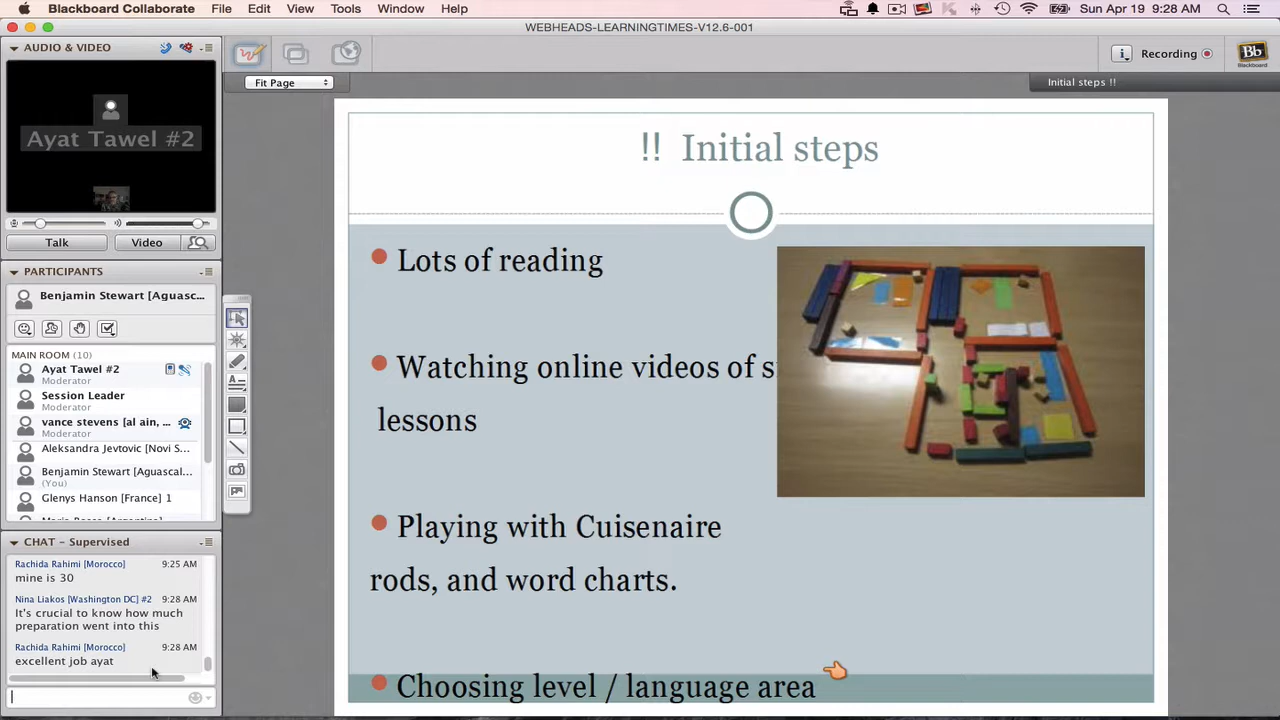 Blackboard Collaborate File Edit View Tools Window Help Sun Apr 19 9:28 AM
WEBHEADS-LEARNINGTIMES-V12.6-001
AUDIO & VIDEO
Ayat Tawel #2
Talk Video
PARTICIPANTS
Benjamin Stewart [Aguasc...
MAIN ROOM (10)
Ayat Tawel #2
Moderator
Session Leader
Moderator
vance stevens [al ain, ...
Moderator
Aleksandra Jevtovic [Novi S...
Benjamin Stewart [Aguascal...
(You)
Glenys Hanson [France] 1
CHAT - Supervised
Rachida Rahimi [Morocco] 9:25 AM
mine is 30
Nina Liakos [Washington DC] #2 9:28 AM
It's crucial to know how much
preparation went into this
Rachida Rahimi [Morocco] 9:28 AM
excellent job ayat
Fit Page
Recording
Bb
Blackboard
Initial steps !!
!! Initial steps
Lots of reading
Watching online videos of
lessons
Playing with Cuisenaire
rods, and word charts.
Choosing level / language area